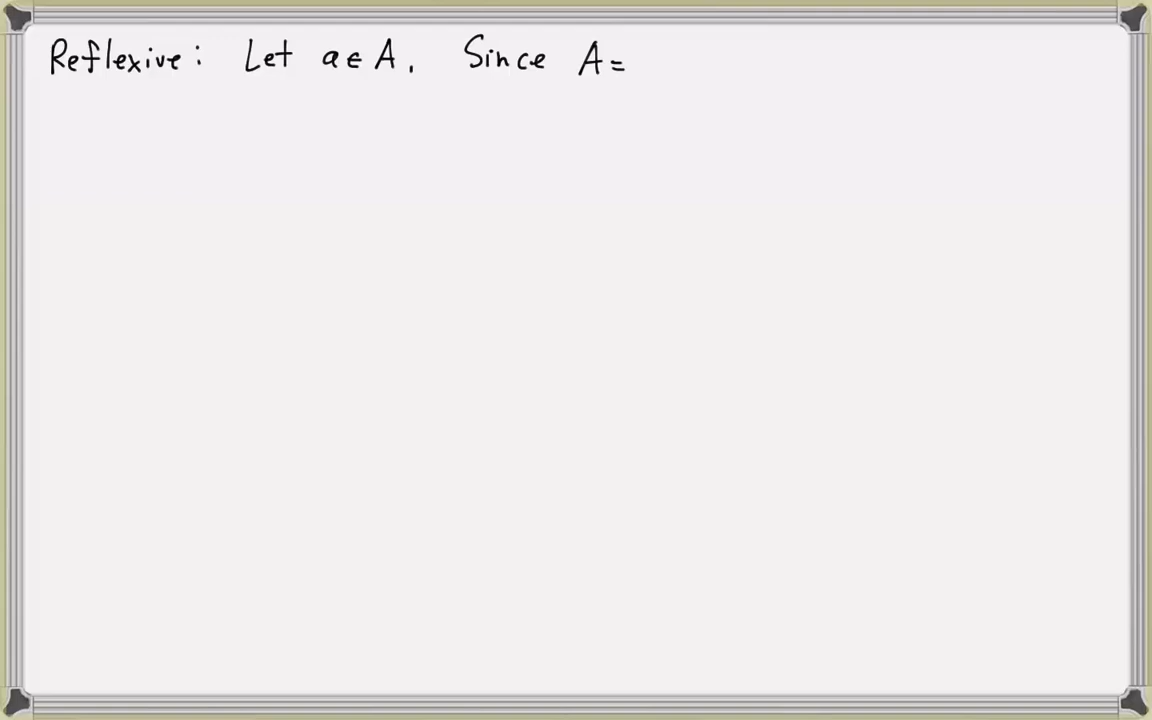 Reflexive: Let a ∈ A. Since A =